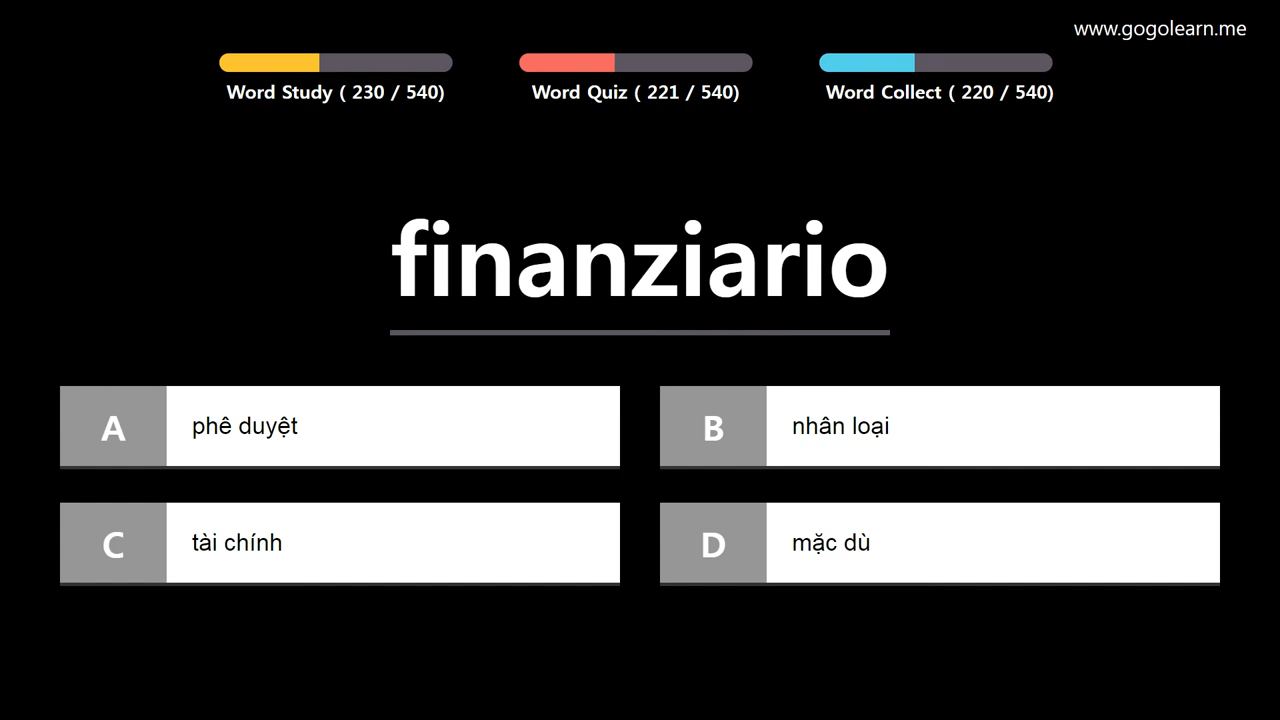 www.gogolearn.me
Word Study ( 230 / 540)
Word Quiz ( 221 / 540)
Word Collect ( 220 / 540)
finanziario
A phê duyệt
B nhân loại
C tài chính
D mặc dù